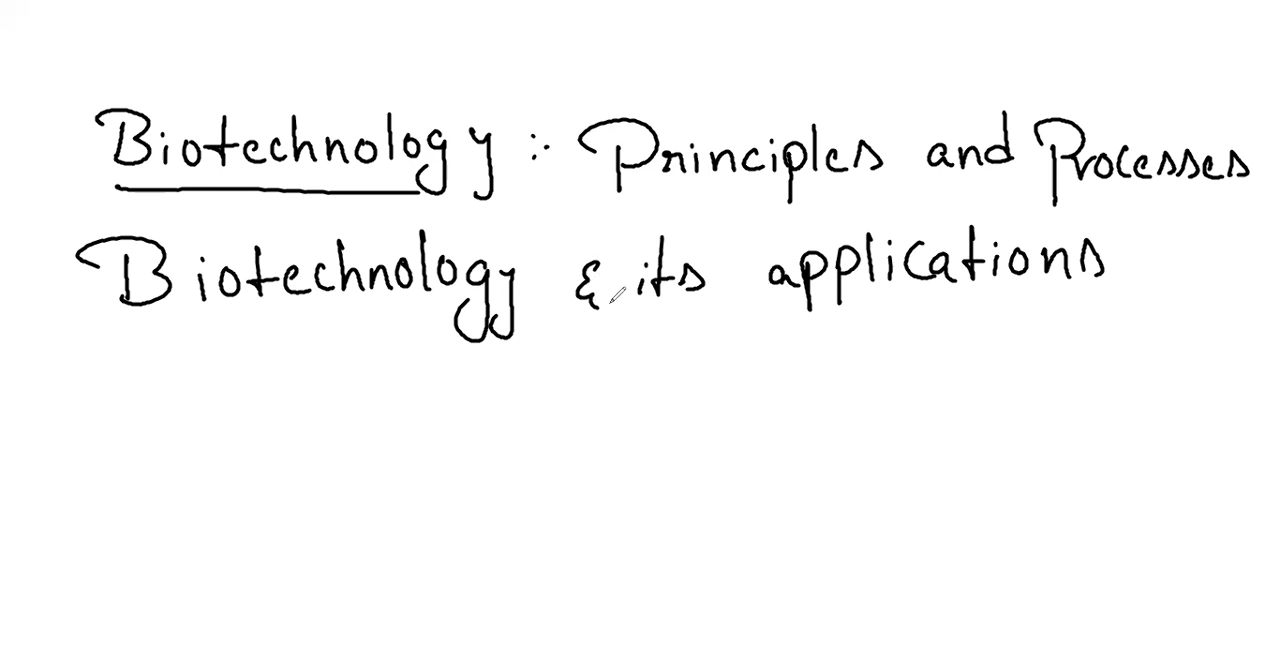 Biotechnology : Principles and Processes
Biotechnology & its applications